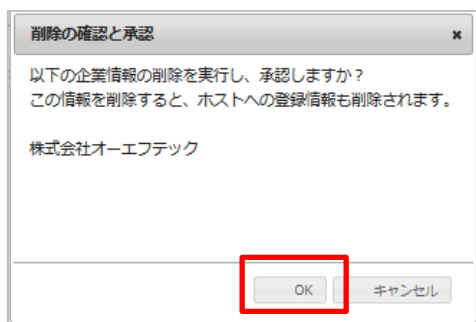 削除の確認と承認
以下の企業情報の削除を実行し、承認しますか？
この情報を削除すると、ホストへの登録情報も削除されます。
株式会社オーエフテック
OK
キャンセル